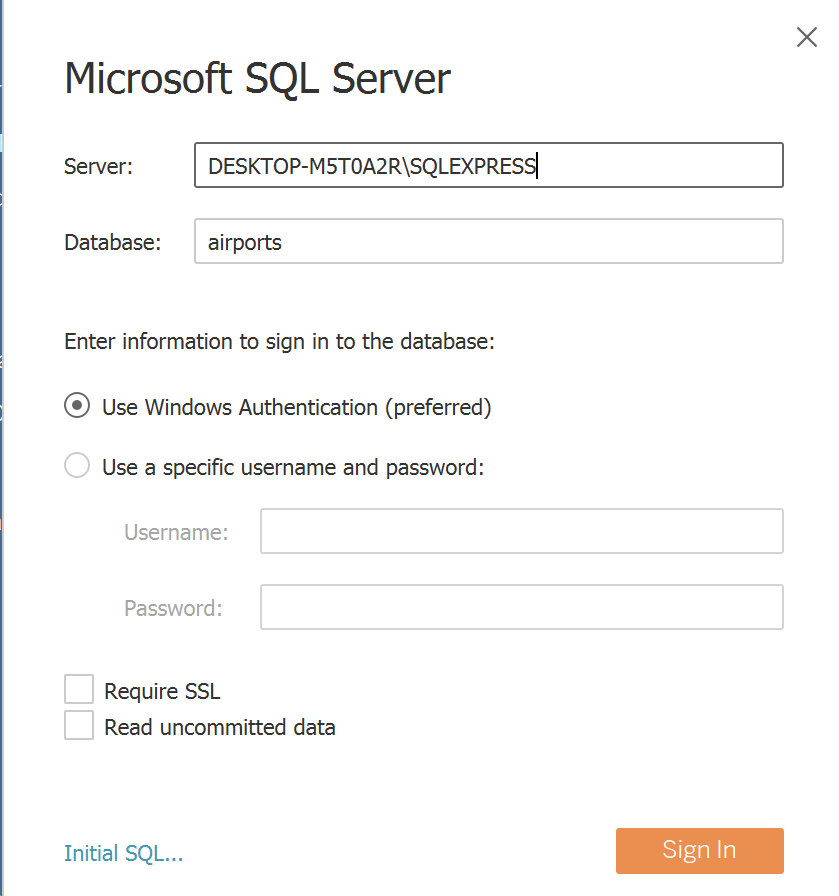 Microsoft SQL Server
Server: DESKTOP-M5T0A2R\SQLEXPRESS
Database: airports
Enter information to sign in to the database:
Use Windows Authentication (preferred)
Use a specific username and password:
Username:
Password:
Require SSL
Read uncommitted data
Initial SQL...
Sign In